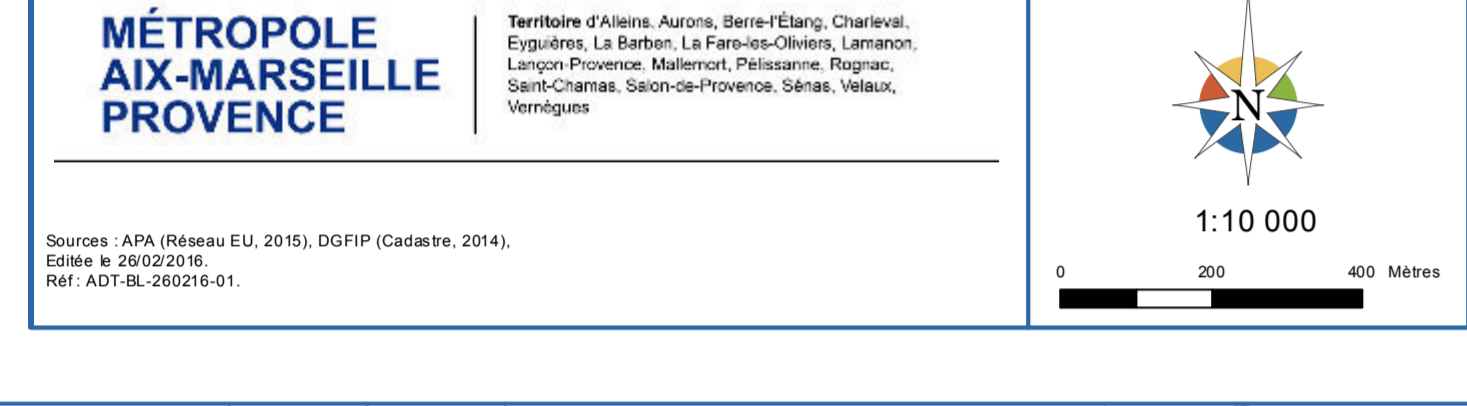 MÉTROPOLE
AIX-MARSEILLE
PROVENCE
Territoire d'Alleins, Aurons, Berre-l'Étang, Charleval,
Eyguières, La Barben, La Fare-les-Oliviers, Lamanon,
Lançon-Provence, Mallemort, Pélissanne, Rognac,
Saint-Chamas, Salon-de-Provence, Sénas, Velaux,
Vernègues
Sources : APA (Réseau EU, 2015), DGFIP (Cadastre, 2014),
Editée le 26/02/2016.
Réf : ADT-BL-260216-01.
N
1:10 000
0 200 400 Mètres